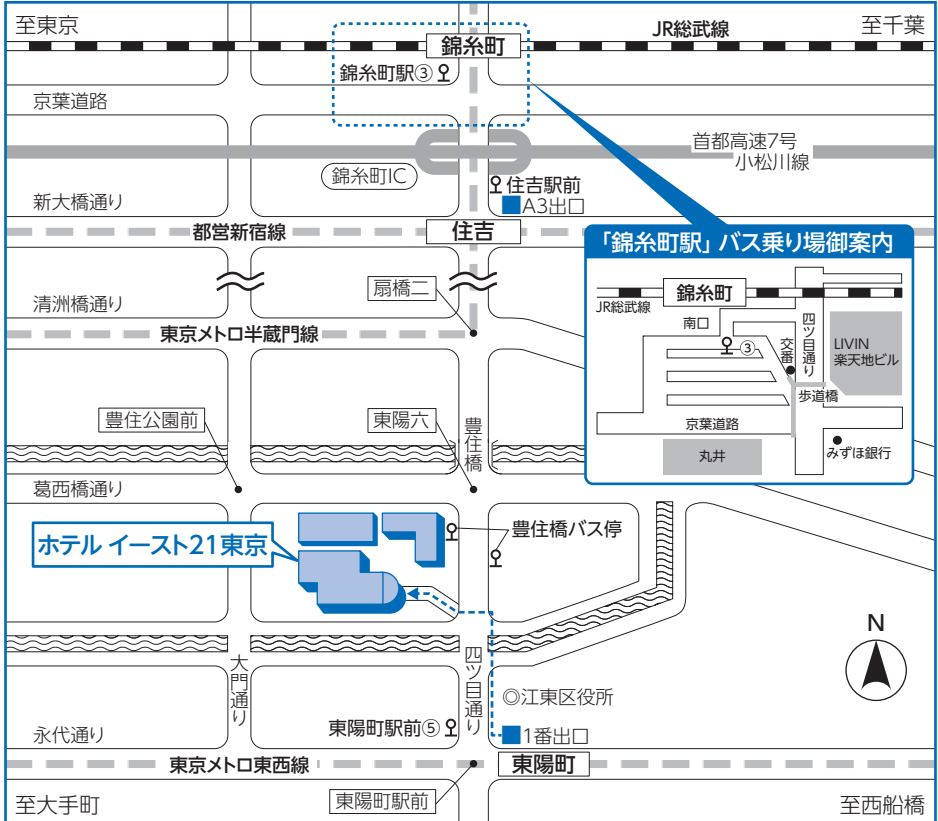 至東京
JR総武線
至千葉
錦糸町
錦糸町駅③
京葉道路
首都高速7号
小松川線
錦糸町IC
住吉駅前
A3出口
新大橋通り
都営新宿線
住吉
「錦糸町駅」バス乗り場御案内
錦糸町
JR総武線
南口
③
交番
四ツ目通り
LIVIN
楽天地ビル
歩道橋
京葉道路
丸井
みずほ銀行
扇橋二
清洲橋通り
東京メトロ半蔵門線
豊住公園前
東陽六
豊住橋
葛西橋通り
ホテル イースト21東京
豊住橋バス停
N
大門通り
四ツ目通り
◎江東区役所
東陽町駅前⑤
1番出口
永代通り
東京メトロ東西線
東陽町
至大手町
東陽町駅前
至西船橋